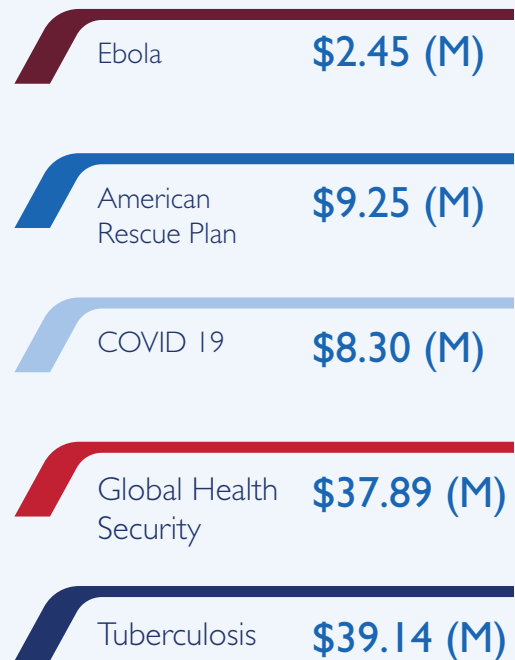 Ebola $2.45 (M)
American $9.25 (M)
Rescue Plan
COVID 19 $8.30 (M)
Global Health $37.89 (M)
Security
Tuberculosis $39.14 (M)